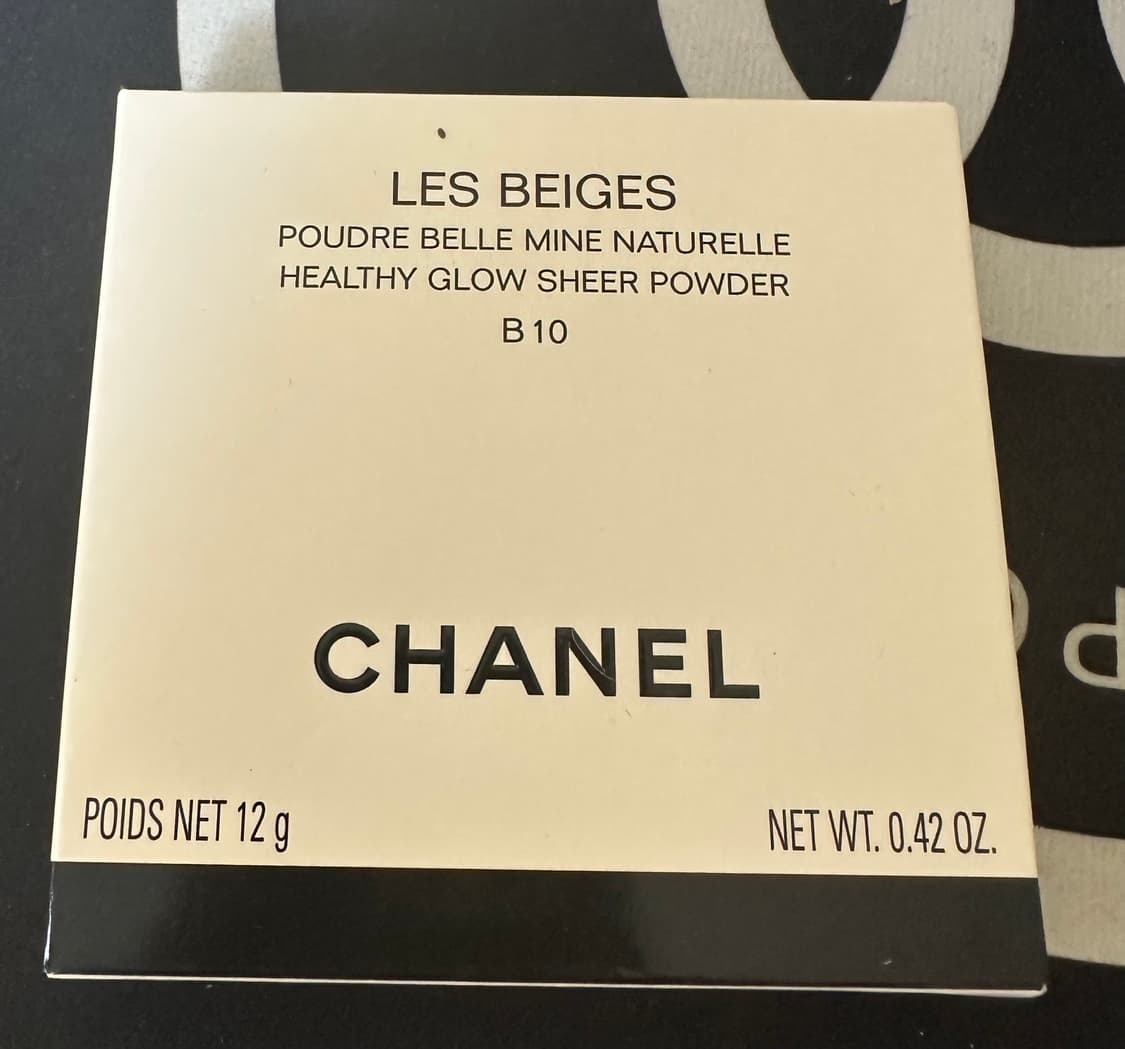 LES BEIGES
POUDRE BELLE MINE NATURELLE
HEALTHY GLOW SHEER POWDER
B 10
CHANEL
POIDS NET 12 g
NET WT. 0.42 OZ.